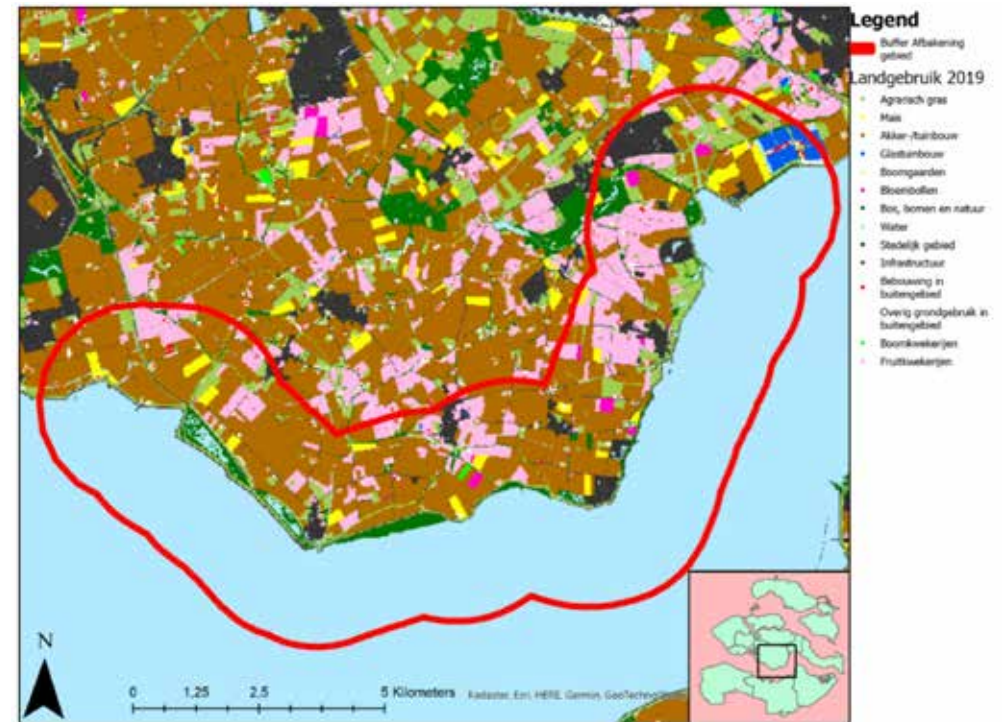 Legend
Buffer Afbakening
gebied
Landgebruik 2019
Agrarisch gras
Mais
Akker-/tuinbouw
Glastuinbouw
Boomgaarden
Bloembollen
Bos, bomen en natuur
Water
Stedelijk gebied
Infrastructuur
Bebouwing in
buitengebied
Overig grondgebruik in
buitengebied
Boomkwekerijen
Fruitkwekerijen
N
0 1,25 2,5 5 Kilometers
Kadaster, Esri, HERE, Garmin,